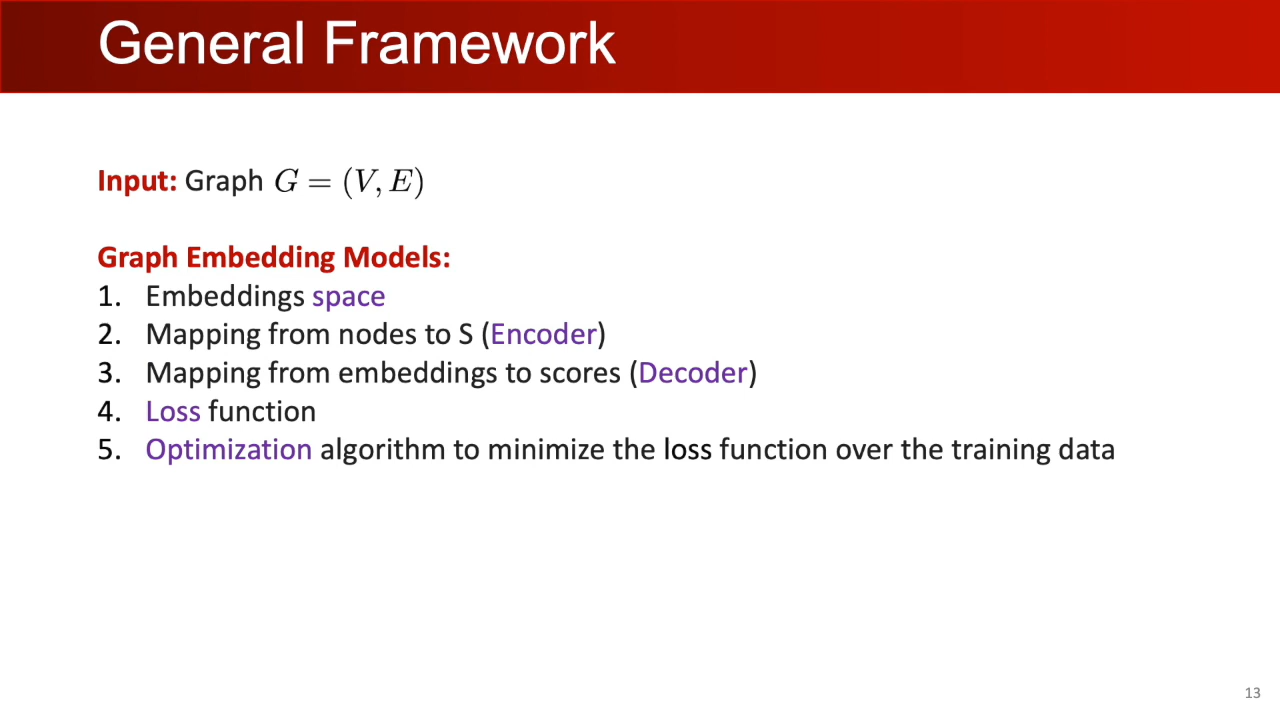 General Framework
Input: Graph G = (V, E)
Graph Embedding Models:
1. Embeddings space
2. Mapping from nodes to S (Encoder)
3. Mapping from embeddings to scores (Decoder)
4. Loss function
5. Optimization algorithm to minimize the loss function over the training data
13